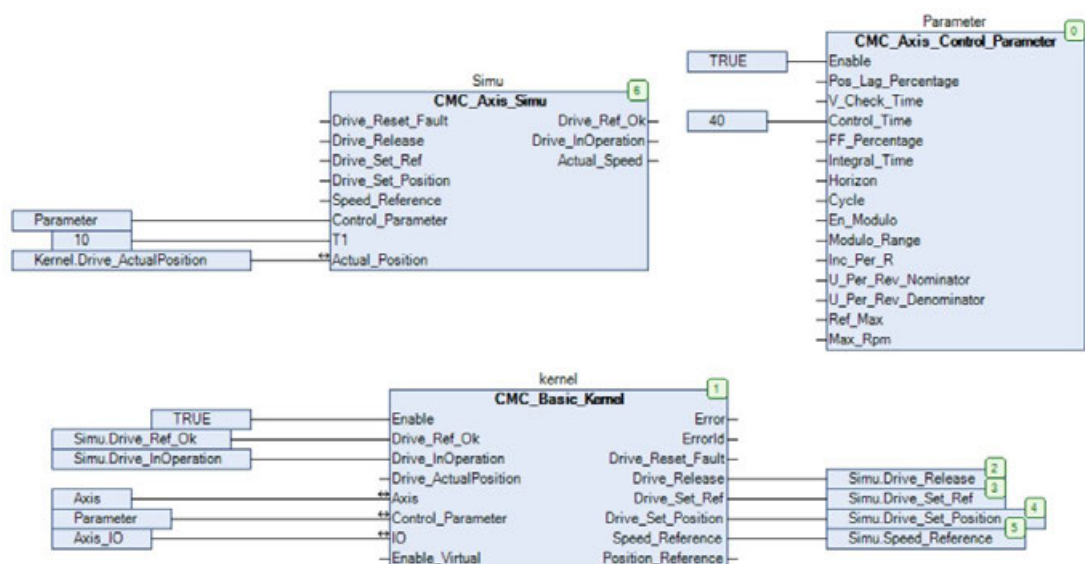 Parameter
0
CMC_Axis_Control_Parameter
TRUE
Enable
Pos_Lag_Percentage
V_Check_Time
40
Control_Time
FF_Percentage
Integral_Time
Horizon
Cycle
En_Modulo
Modulo_Range
Inc_Per_R
U_Per_Rev_Nominator
U_Per_Rev_Denominator
Ref_Max
Max_Rpm
Simu
6
CMC_Axis_Simu
Drive_Reset_Fault Drive_Ref_Ok
Drive_Release Drive_InOperation
Drive_Set_Ref Actual_Speed
Drive_Set_Position
Speed_Reference
Parameter Control_Parameter
10 T1
Kernel.Drive_ActualPosition Actual_Position
kernel
1
CMC_Basic_Kernel
TRUE Enable Error
Simu.Drive_Ref_Ok Drive_Ref_Ok ErrorId
Simu.Drive_InOperation Drive_InOperation Drive_Reset_Fault
2
Drive_ActualPosition Drive_Release Simu.Drive_Release
3
Axis Axis Drive_Set_Ref Simu.Drive_Set_Ref
4
Parameter Control_Parameter Drive_Set_Position Simu.Drive_Set_Position
5
Axis_IO IO Speed_Reference Simu.Speed_Reference
Enable_Virtual Position_Reference